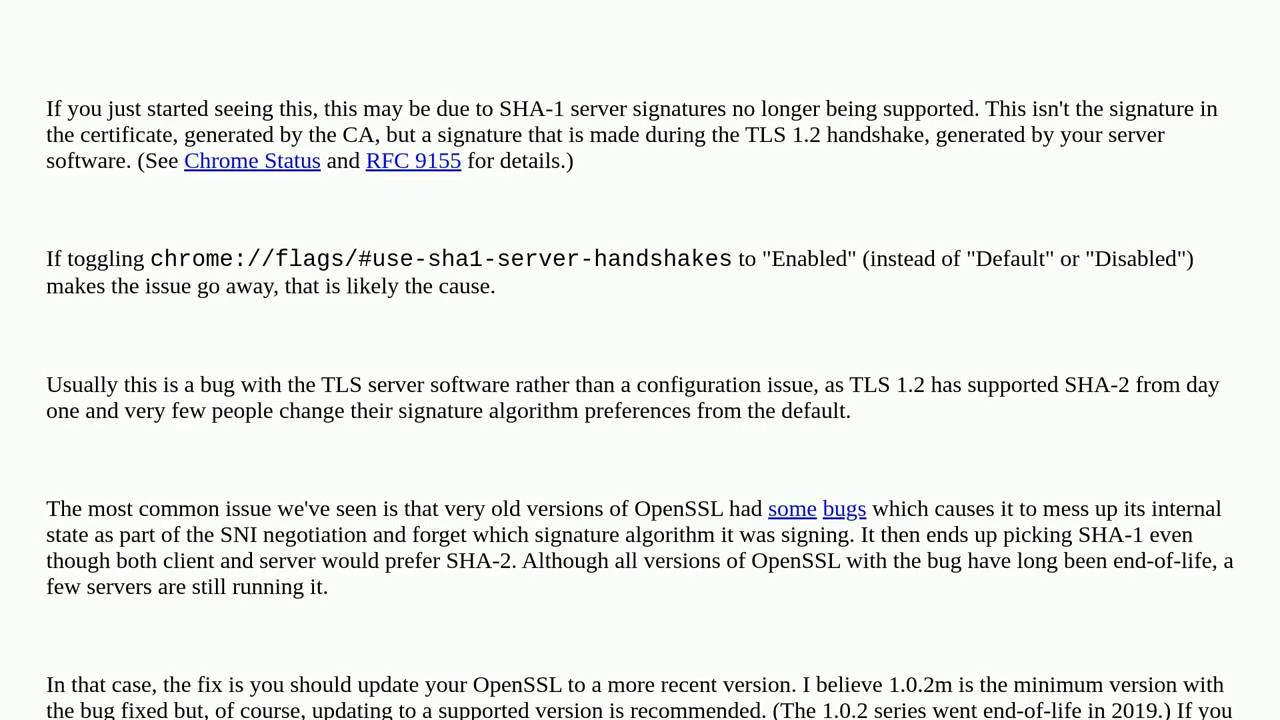 If you just started seeing this, this may be due to SHA-1 server signatures no longer being supported. This isn't the signature in
the certificate, generated by the CA, but a signature that is made during the TLS 1.2 handshake, generated by your server
software. (See Chrome Status and RFC 9155 for details.)
If toggling chrome://flags/#use-sha1-server-handshakes to "Enabled" (instead of "Default" or "Disabled")
makes the issue go away, that is likely the cause.
Usually this is a bug with the TLS server software rather than a configuration issue, as TLS 1.2 has supported SHA-2 from day
one and very few people change their signature algorithm preferences from the default.
The most common issue we've seen is that very old versions of OpenSSL had some bugs which causes it to mess up its internal
state as part of the SNI negotiation and forget which signature algorithm it was signing. It then ends up picking SHA-1 even
though both client and server would prefer SHA-2. Although all versions of OpenSSL with the bug have long been end-of-life, a
few servers are still running it.
In that case, the fix is you should update your OpenSSL to a more recent version. I believe 1.0.2m is the minimum version with
the bug fixed but, of course, updating to a supported version is recommended. (The 1.0.2 series went end-of-life in 2019.) If you